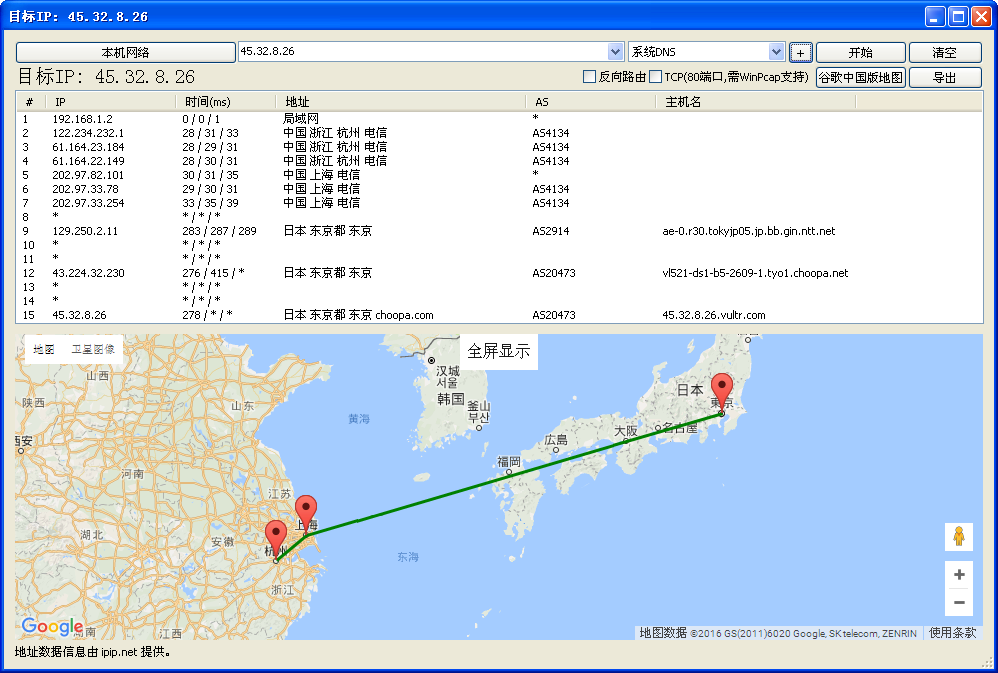 目标IP: 45.32.8.26
本机网络 45.32.8.26 系统DNS + 开始 清空
目标IP: 45.32.8.26 反向路由 TCP(80端口,需WinPcap支持) 谷歌中国版地图 导出
# IP 时间(ms) 地址 AS 主机名
1 192.168.1.2 0 / 0 / 1 局域网 *
2 122.234.232.1 28 / 31 / 33 中国 浙江 杭州 电信 AS4134
3 61.164.23.184 28 / 29 / 31 中国 浙江 杭州 电信 AS4134
4 61.164.22.149 28 / 30 / 31 中国 浙江 杭州 电信 AS4134
5 202.97.82.101 30 / 31 / 35 中国 上海 电信 *
6 202.97.33.78 29 / 30 / 31 中国 上海 电信 AS4134
7 202.97.33.254 33 / 35 / 39 中国 上海 电信 AS4134
8 * * / * / *
9 129.250.2.11 283 / 287 / 289 日本 东京都 东京 AS2914 ae-0.r30.tokyjp05.jp.bb.gin.ntt.net
10 * * / * / *
11 * * / * / *
12 43.224.32.230 276 / 415 / * 日本 东京都 东京 AS20473 vl521-ds1-b5-2609-1.tyo1.choopa.net
13 * * / * / *
14 * * / * / *
15 45.32.8.26 278 / * / * 日本 东京都 东京 choopa.com AS20473 45.32.8.26.vultr.com
地图 卫星图像
全屏显示
山西
汉城
서울
韩国
日本
陕西
山东
东京
釜山
부산
黄海
大阪
名古屋
広島
西安
福岡
河南
江苏
上海
湖北
安徽
杭州
东海
浙江
+
−
Google
湖南
江西
地图数据 ©2016 GS(2011)6020 Google, SK telecom, ZENRIN 使用条款
地址数据信息由 ipip.net 提供。